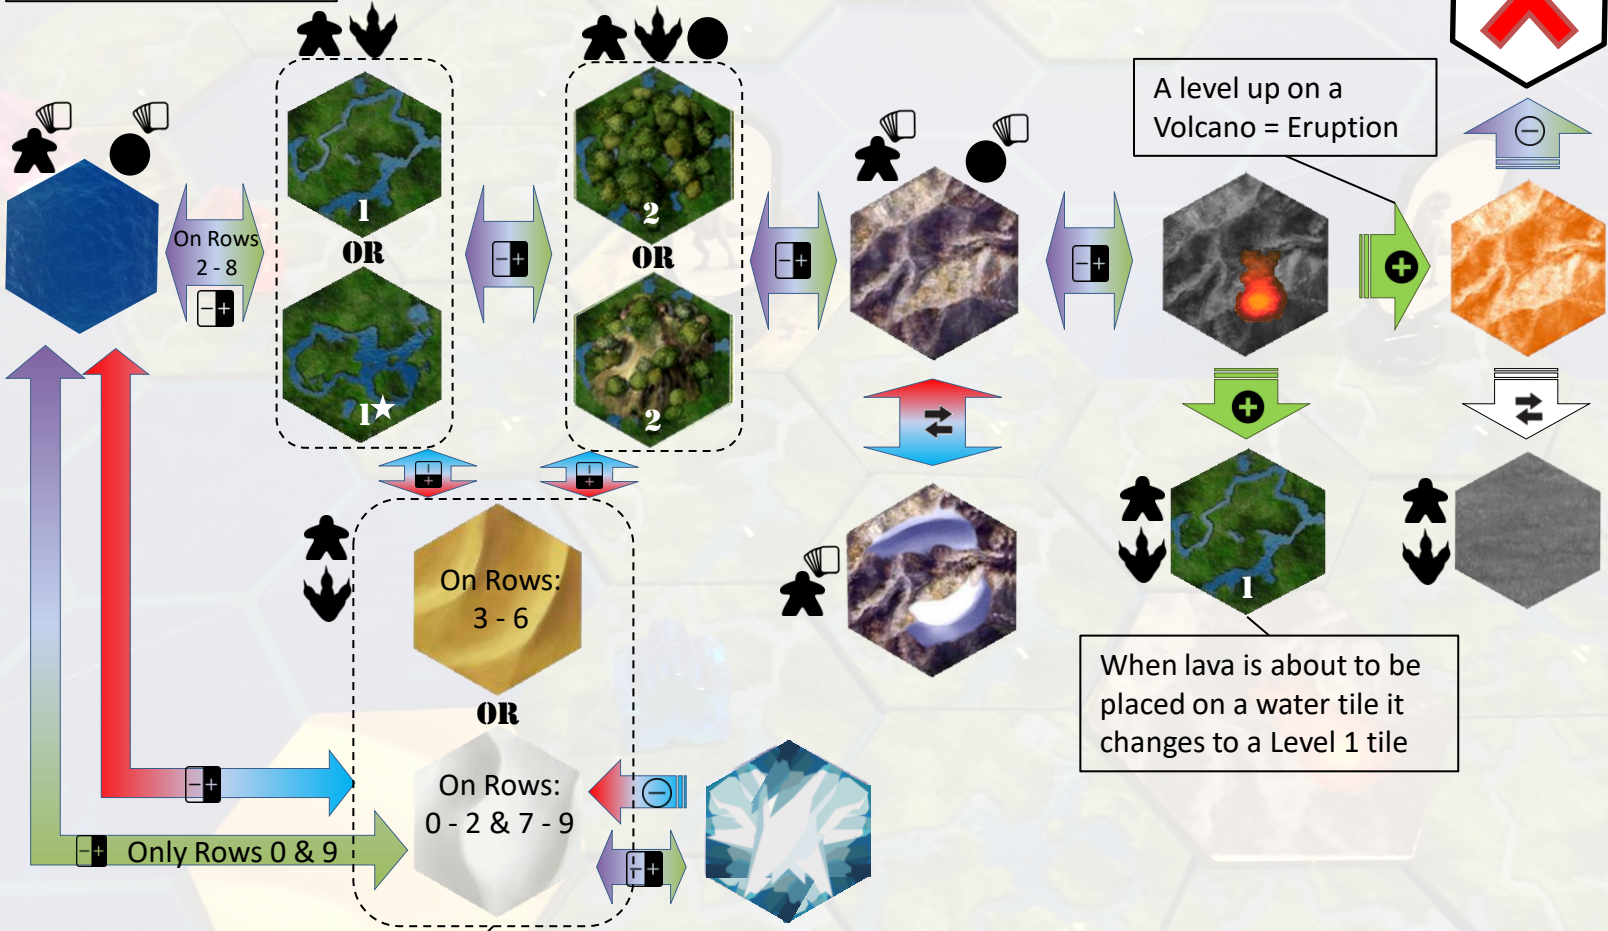 A level up on a
Volcano = Eruption
On Rows
2 - 8
- +
1
OR
1
- +
2
OR
2
- +
- +
+
-
+
- +
- +
1
On Rows:
3 - 6
OR
On Rows:
0 - 2 & 7 - 9
-
- +
- +
- + Only Rows 0 & 9
When lava is about to be
placed on a water tile it
changes to a Level 1 tile